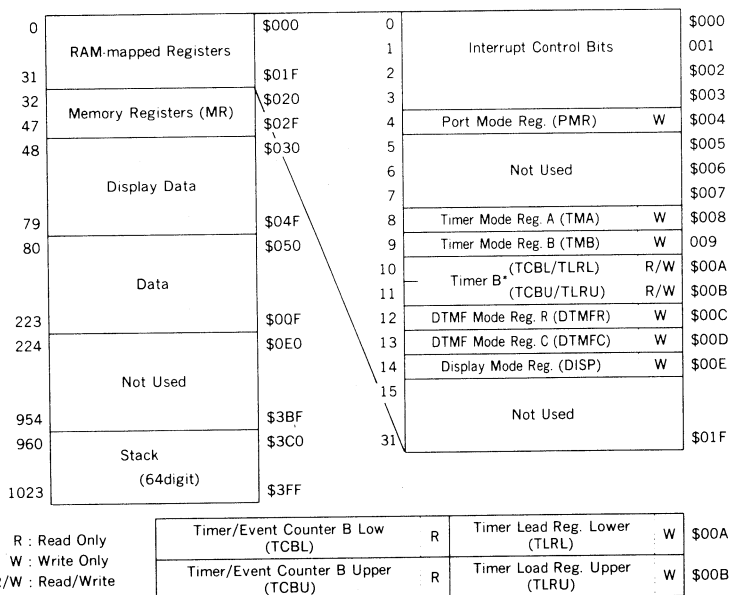 0 $000
RAM-mapped Registers
31 $01F
32 $020
Memory Registers (MR)
47 $02F
48 $030
Display Data
79 $04F
80 $050
Data
223 $00F
224 $0E0
Not Used
954 $3BF
960 $3C0
Stack
(64digit)
1023 $3FF
0 $000
1 Interrupt Control Bits 001
2 $002
3 $003
4 Port Mode Reg. (PMR) W $004
5 $005
6 Not Used $006
7 $007
8 Timer Mode Reg. A (TMA) W $008
9 Timer Mode Reg. B (TMB) W 009
10 (TCBL/TLRL) R/W $00A
Timer B*
11 (TCBU/TLRU) R/W $00B
12 DTMF Mode Reg. R (DTMFR) W $00C
13 DTMF Mode Reg. C (DTMFC) W $00D
14 Display Mode Reg. (DISP) W $00E
15
Not Used
31 $01F
R : Read Only
W : Write Only
R/W : Read/Write
Timer/Event Counter B Low R Timer Lead Reg. Lower W $00A
(TCBL) (TLRL)
Timer/Event Counter B Upper R Timer Load Reg. Upper W $00B
(TCBU) (TLRU)